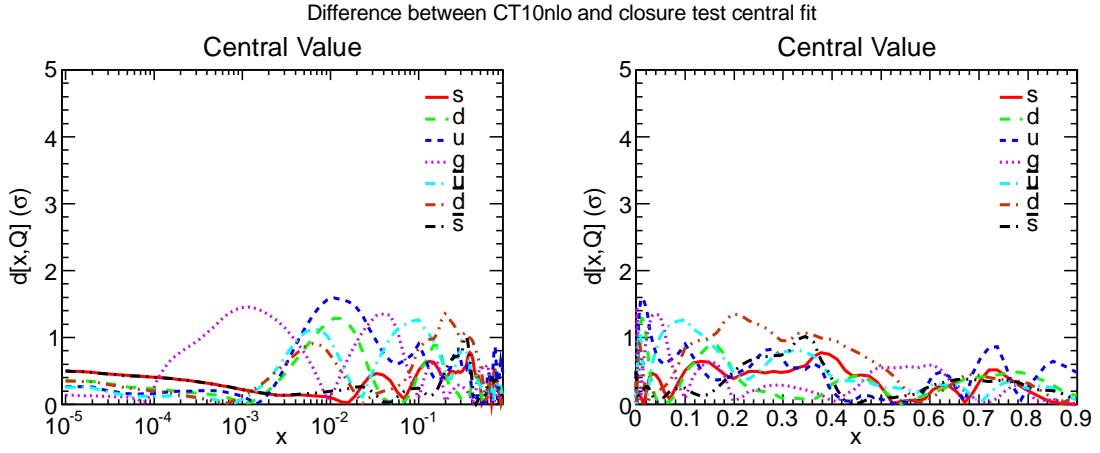 Difference between CT10nlo and closure test central fit
Central Value
d[x,Q] (σ)
5
4
3
2
1
0
10⁻⁵ 10⁻⁴ 10⁻³ 10⁻² 10⁻¹
x
s
d
u
g
ū
d̄
s̄
Central Value
d[x,Q] (σ)
5
4
3
2
1
0
0 0.1 0.2 0.3 0.4 0.5 0.6 0.7 0.8 0.9
x
s
d
u
g
ū
d̄
s̄